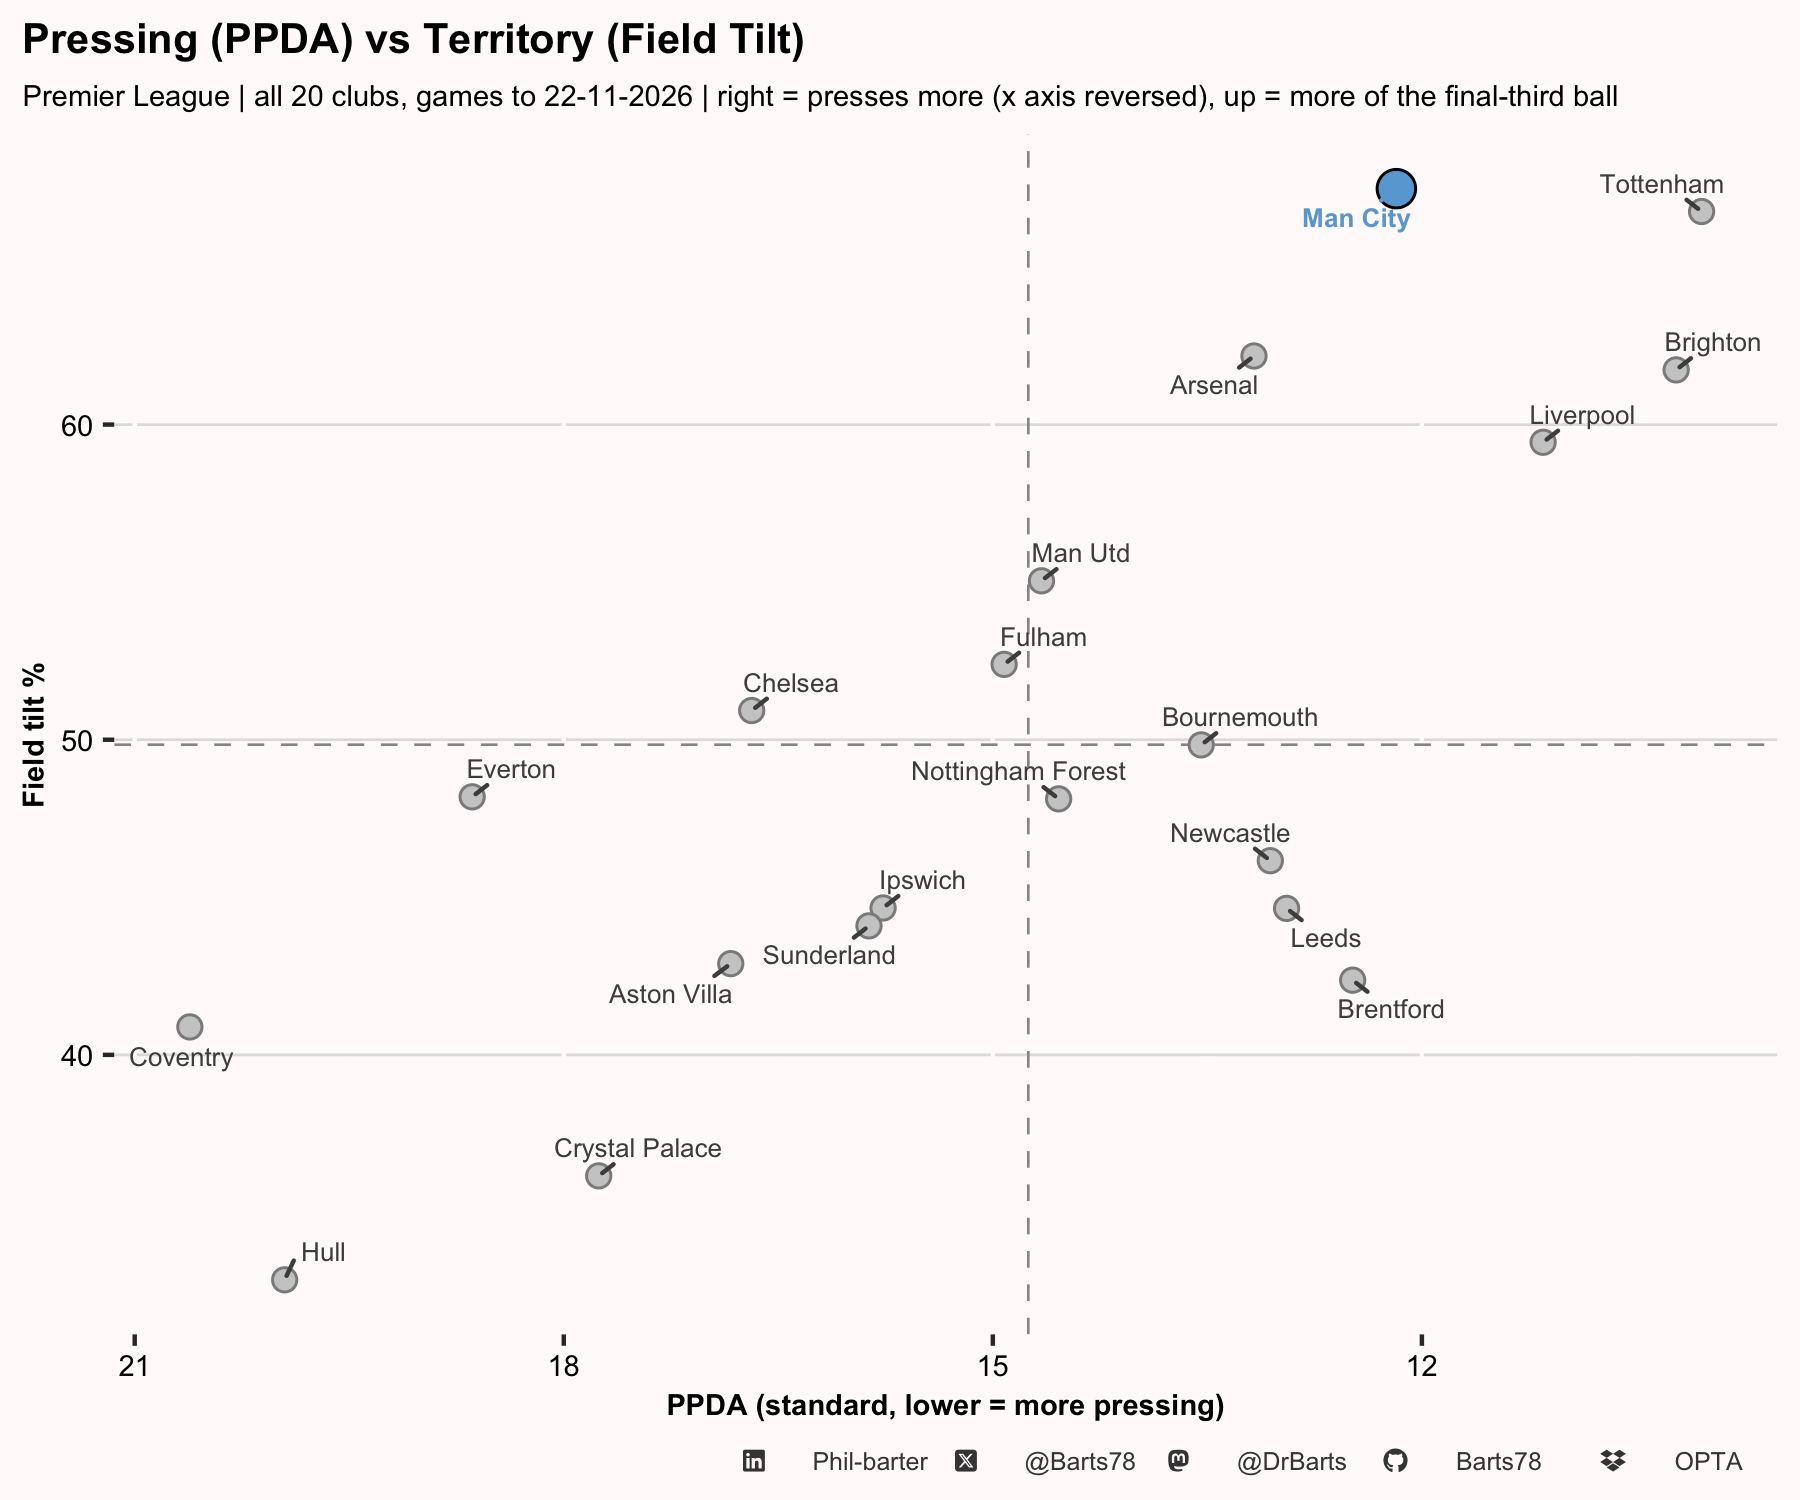 Pressing (PPDA) vs Territory (Field Tilt)
Premier League | all 20 clubs, games to 22-11-2026 | right = presses more (x axis reversed), up = more of the final-third ball
Tottenham
Man City
Brighton
Arsenal
Liverpool
60
Man Utd
Fulham
Chelsea
Bournemouth
50
Everton
Nottingham Forest
Newcastle
Ipswich
Leeds
Sunderland
Aston Villa
Brentford
Coventry
40
Crystal Palace
Hull
Field tilt %
21
18
15
12
PPDA (standard, lower = more pressing)
Phil-barter @Barts78 @DrBarts Barts78 OPTA